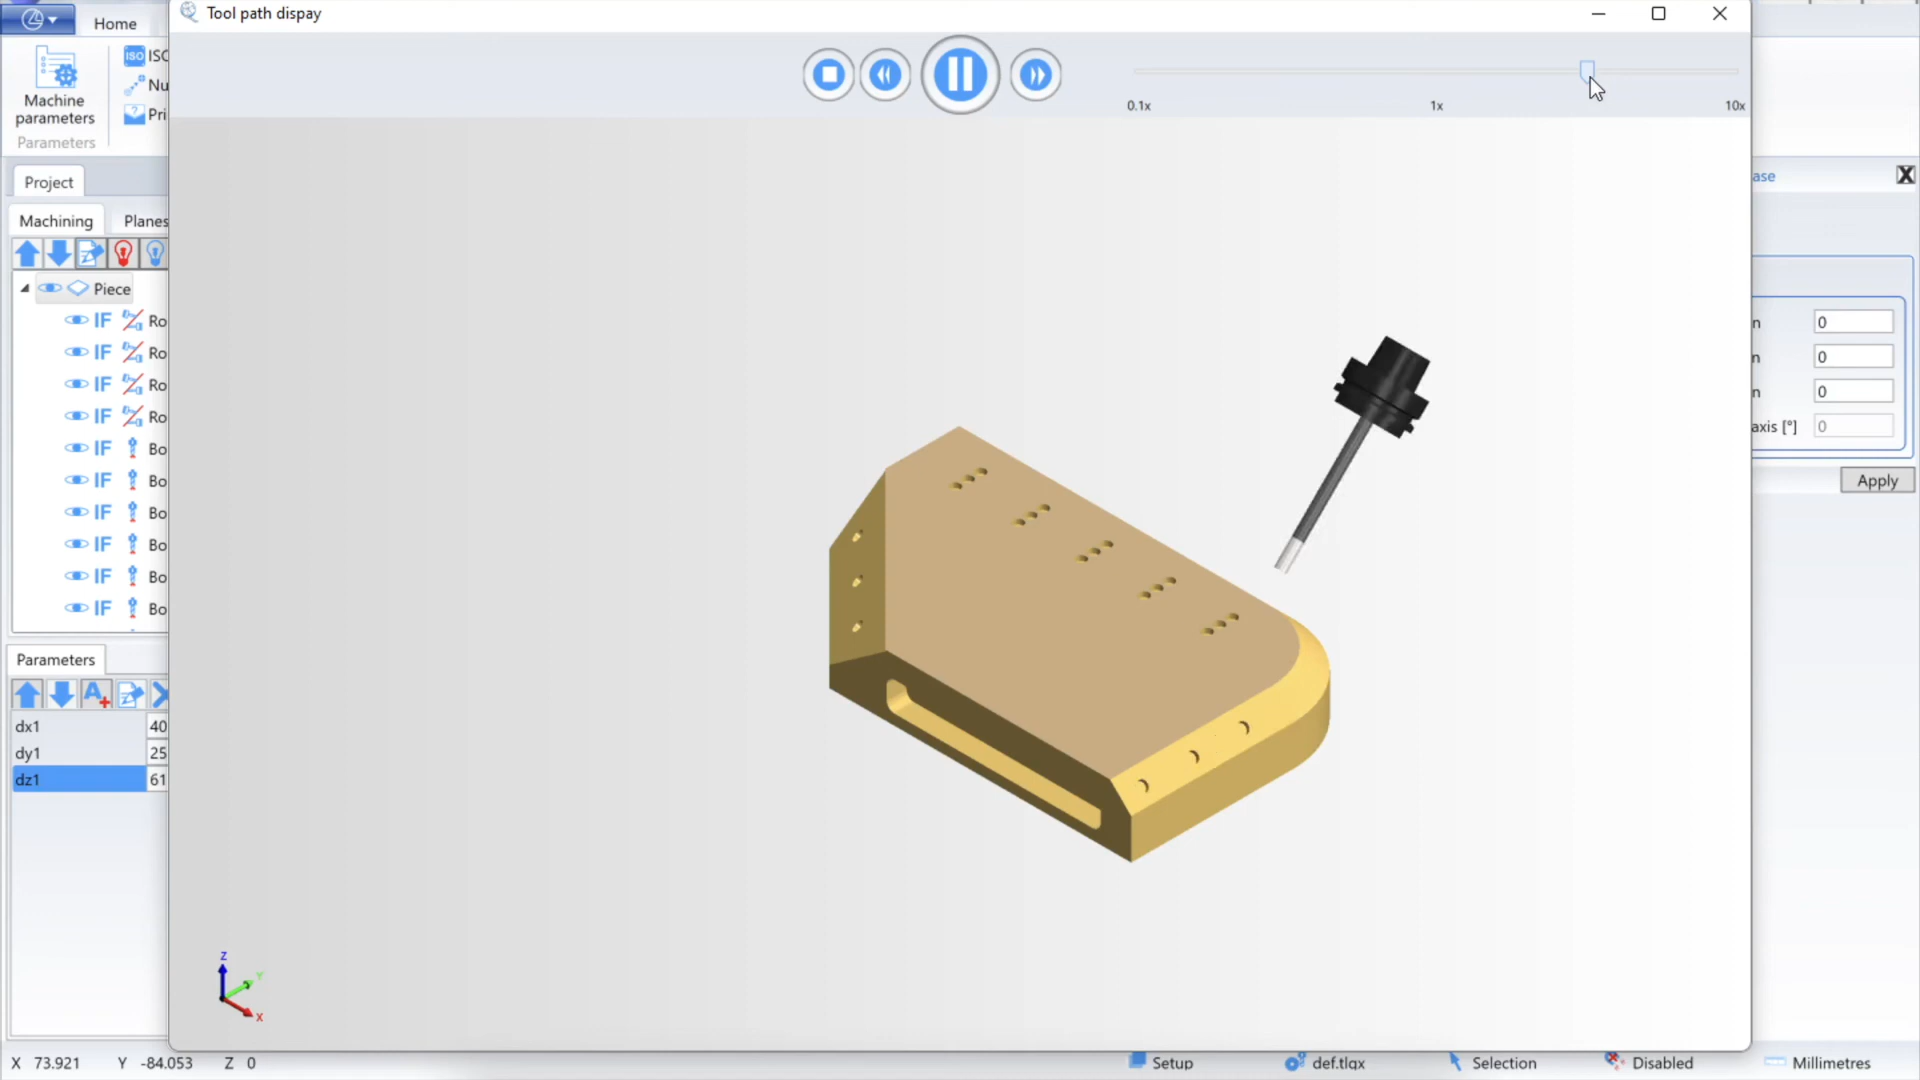 Tool path dispay
Home
Machine
parameters
Parameters
ISO
ISO
Nu
Pri
0.1x
1x
10x
Project
Machining
Planes
ase
X
Piece
IF Ro
IF Ro
IF Ro
IF Ro
IF Bo
IF Bo
IF Bo
IF Bo
IF Bo
IF Bo
n 0
n 0
n 0
axis [°] 0
Apply
Parameters
A
dx1 40
dy1 25
dz1 61
Z
Y
X
X 73.921 Y -84.053 Z 0
Setup
def.tlgx
Selection
Disabled
Millimetres